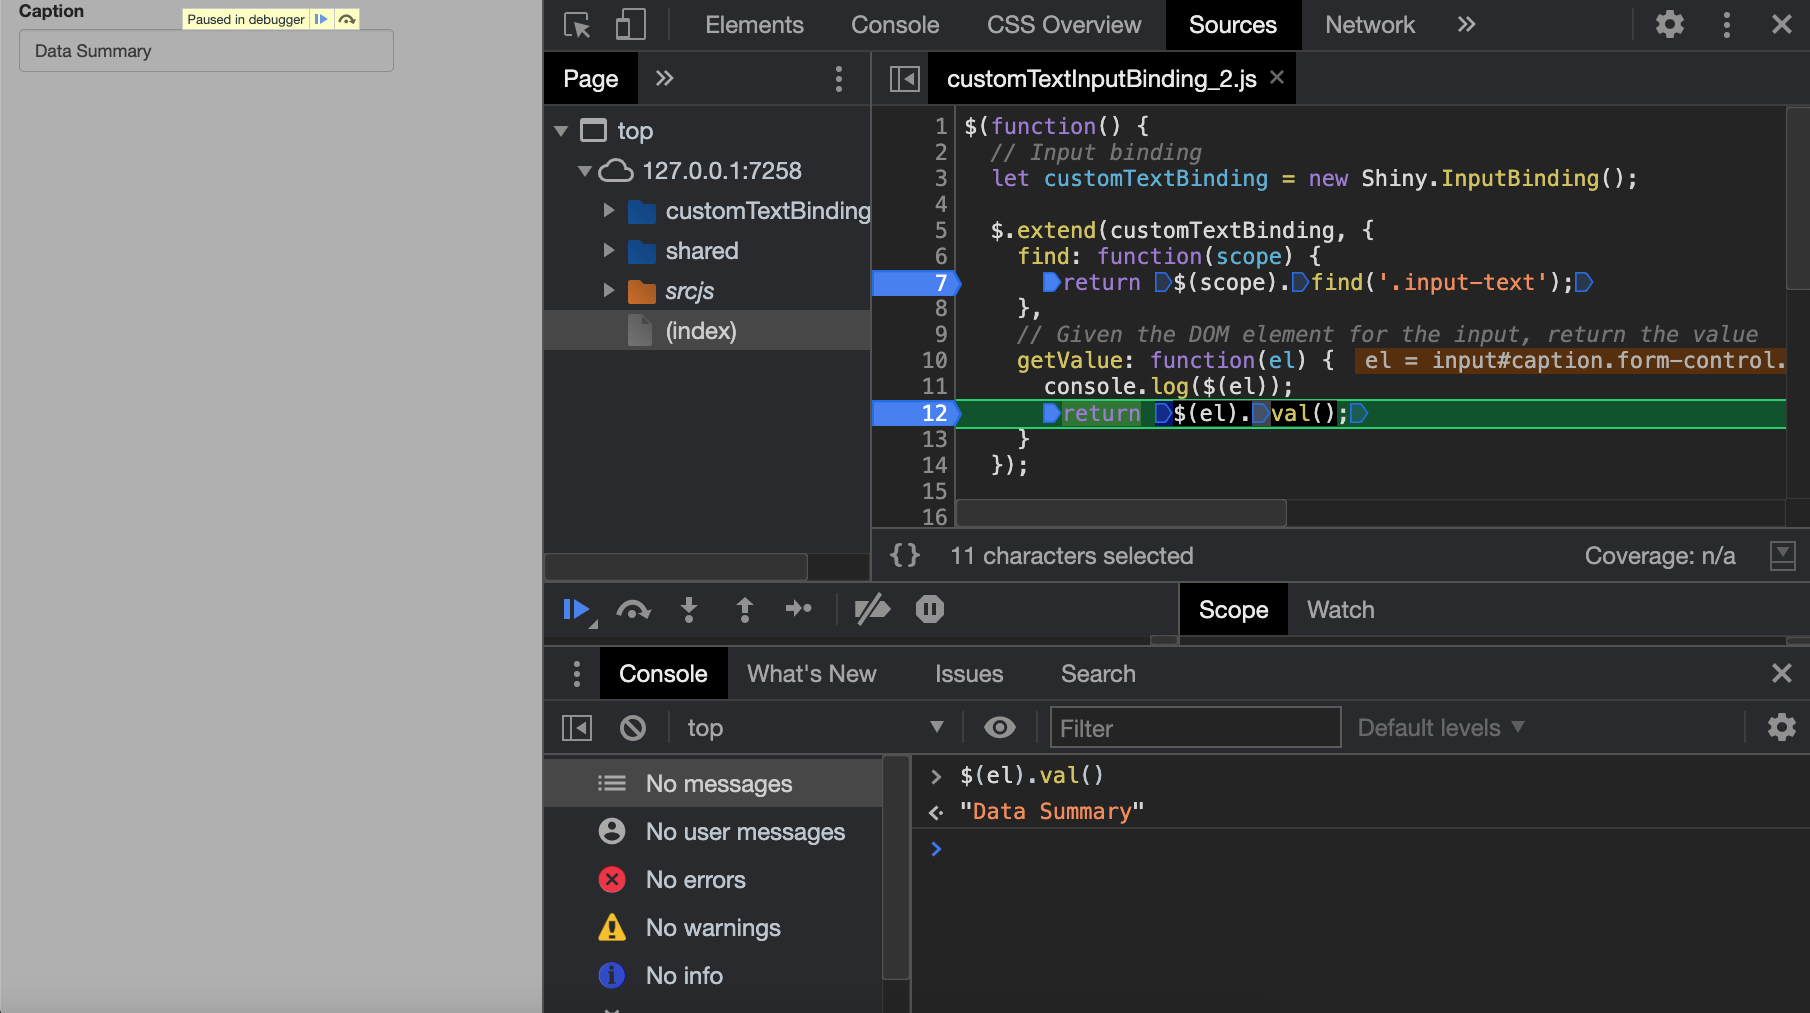 Caption
Paused in debugger
Data Summary
Elements Console CSS Overview Sources Network
Page
customTextInputBinding_2.js
top
127.0.0.1:7258
customTextBinding
shared
srcjs
(index)
1 $(function() {
2 // Input binding
3 let customTextBinding = new Shiny.InputBinding();
4
5 $.extend(customTextBinding, {
6 find: function(scope) {
7 return $(scope).find('.input-text');
8 },
9 // Given the DOM element for the input, return the value
10 getValue: function(el) { el = input#caption.form-control.
11 console.log($(el));
12 return $(el).val();
13 }
14 });
15
16
{} 11 characters selected Coverage: n/a
Scope Watch
Console What's New Issues Search
top Filter Default levels
No messages
No user messages
No errors
No warnings
No info
> $(el).val()
"Data Summary"
>